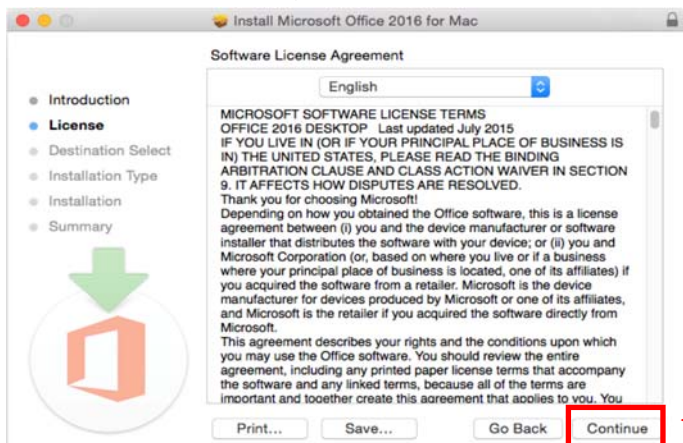 Install Microsoft Office 2016 for Mac
Software License Agreement
English
Introduction
License
Destination Select
Installation Type
Installation
Summary
MICROSOFT SOFTWARE LICENSE TERMS
OFFICE 2016 DESKTOP Last updated July 2015
IF YOU LIVE IN (OR IF YOUR PRINCIPAL PLACE OF BUSINESS IS
IN) THE UNITED STATES, PLEASE READ THE BINDING
ARBITRATION CLAUSE AND CLASS ACTION WAIVER IN SECTION
9. IT AFFECTS HOW DISPUTES ARE RESOLVED.
Thank you for choosing Microsoft!
Depending on how you obtained the Office software, this is a license
agreement between (i) you and the device manufacturer or software
installer that distributes the software with your device; or (ii) you and
Microsoft Corporation (or, based on where you live or if a business
where your principal place of business is located, one of its affiliates) if
you acquired the software from a retailer. Microsoft is the device
manufacturer for devices produced by Microsoft or one of its affiliates,
and Microsoft is the retailer if you acquired the software directly from
Microsoft.
This agreement describes your rights and the conditions upon which
you may use the Office software. You should review the entire
agreement, including any printed paper license terms that accompany
the software and any linked terms, because all of the terms are
important and together create this agreement that applies to you. You
Print...
Save...
Go Back
Continue